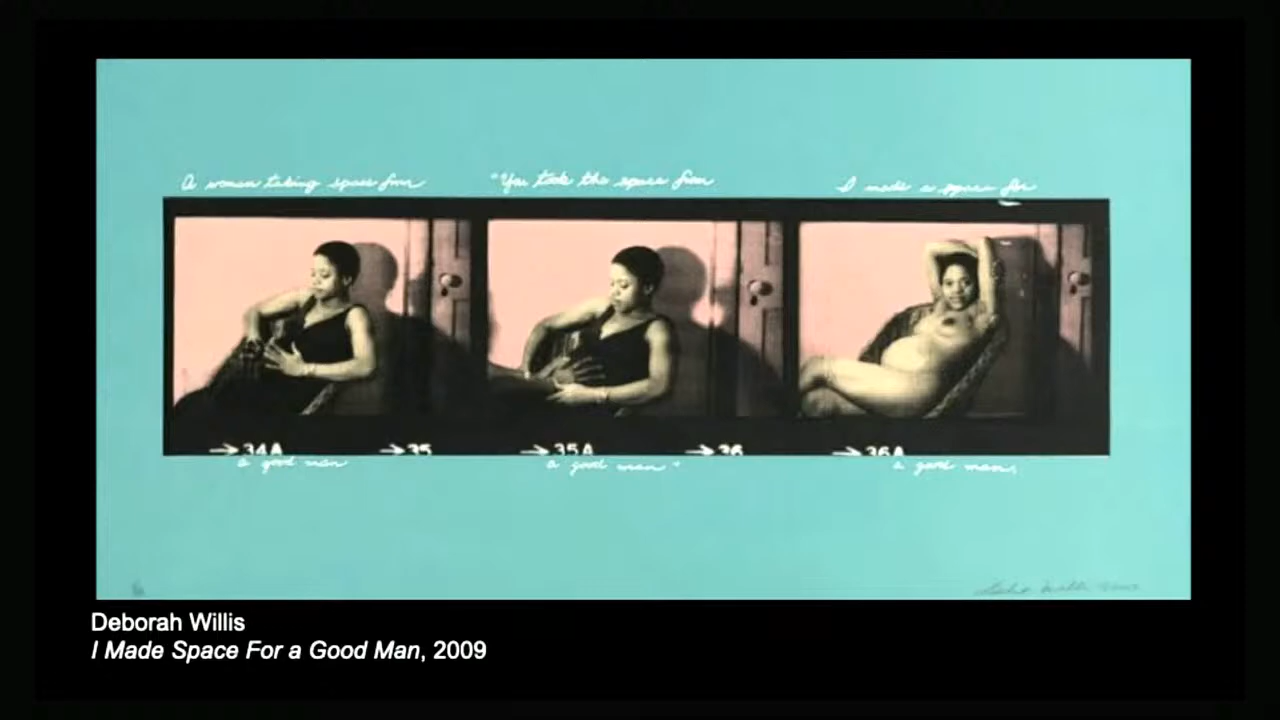 A woman taking space from
"You took the space from
I made a space for
→34A
→35
→35A
→36
→36A
a good man
a good man"
a good man.
Deborah Willis
I Made Space For a Good Man, 2009